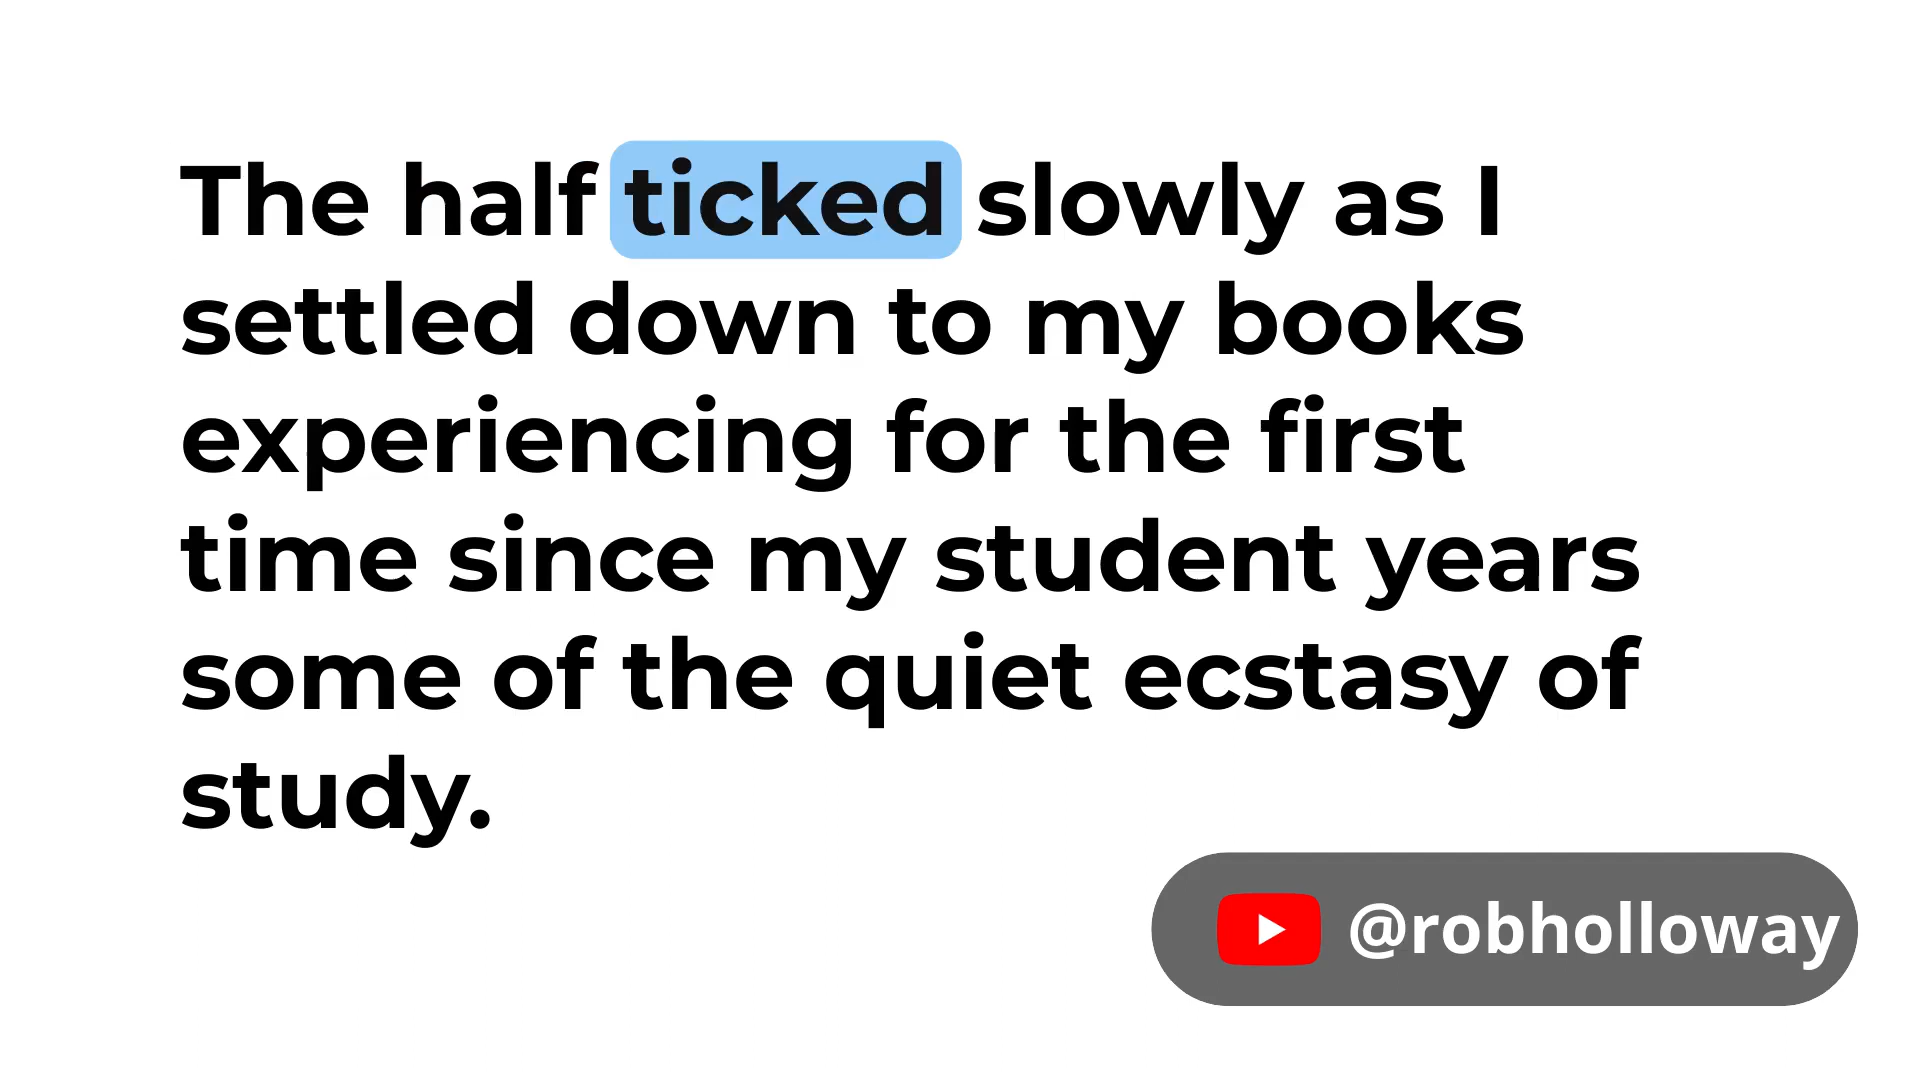 The half ticked slowly as I
settled down to my books
experiencing for the first
time since my student years
some of the quiet ecstasy of
study.
@robholloway